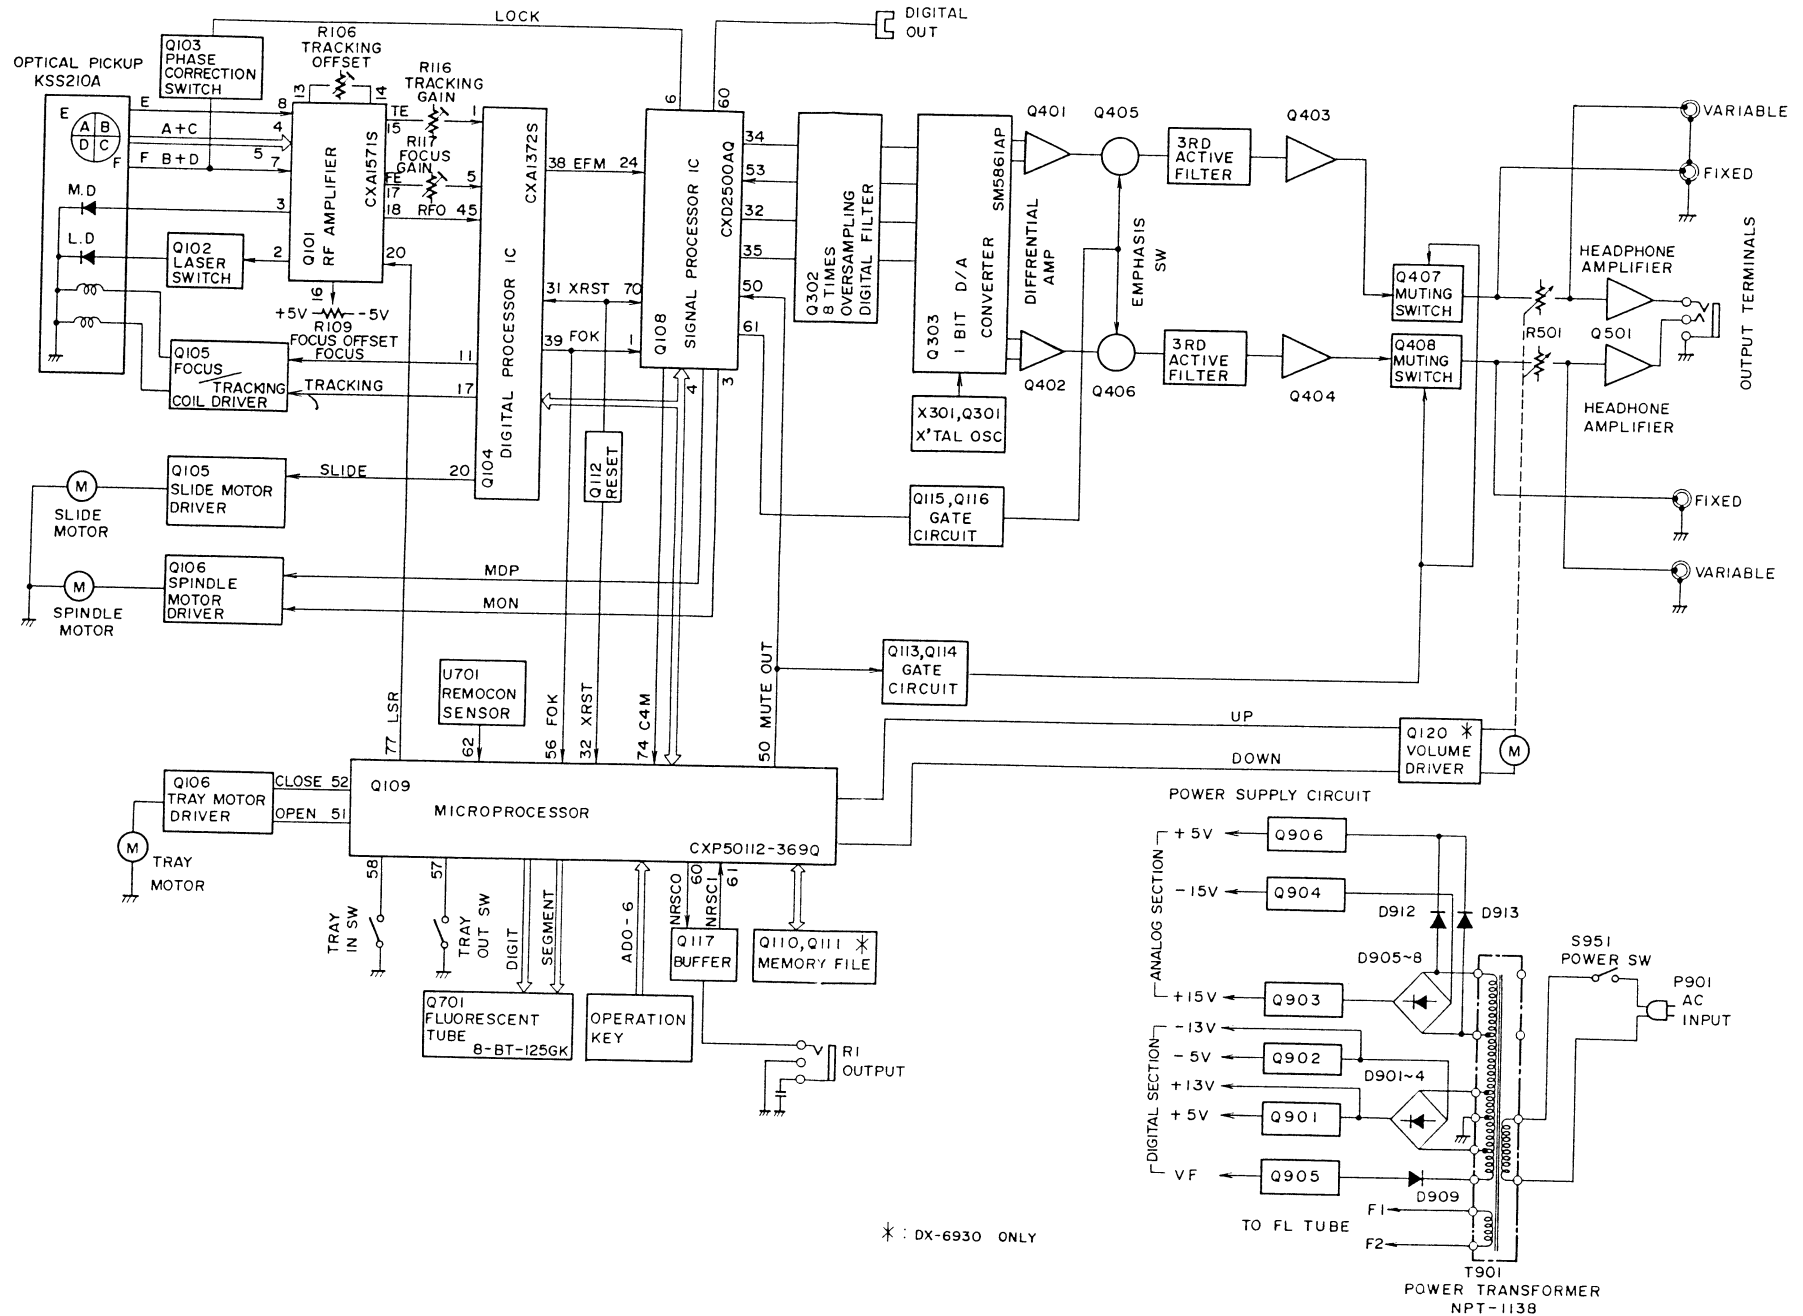 LOCK
DIGITAL
OUT
OPTICAL PICKUP
KSS210A
Q103
PHASE
CORRECTION
SWITCH
R106
TRACKING
OFFSET
13
14
R116
TRACKING
GAIN
E
E
8
A B
D C
A+C
4
5
F
F B+D
7
TE
15
1
R117
FOCUS
GAIN
FE
17
5
18 RFO 45
M.D
3
L.D
Q102
LASER
SWITCH
2
20
Q101
RF AMPLIFIER
CXA1571S
16
+5V
-5V
R109
FOCUS OFFSET
FOCUS
11
Q105
FOCUS
TRACKING
COIL DRIVER
TRACKING
17
Q104
DIGITAL PROCESSOR IC
CXA1372S
38 EFM 24
31 XRST 70
39 FOK 1
6
60
Q108
SIGNAL PROCESSOR IC
CXD2500AQ
34
53
32
35
50
61
4
3
Q302
8 TIMES
OVERSAMPLING
DIGITAL FILTER
Q303
1 BIT D/A
CONVERTER
SM5861AP
X301,Q301
X'TAL OSC
Q401
Q402
DIFFRENTIAL
AMP
Q405
Q406
EMPHASIS
SW
3RD
ACTIVE
FILTER
3RD
ACTIVE
FILTER
Q403
Q404
Q407
MUTING
SWITCH
Q408
MUTING
SWITCH
R501
HEADPHONE
AMPLIFIER
Q501
HEADHONE
AMPLIFIER
VARIABLE
FIXED
OUTPUT TERMINALS
FIXED
VARIABLE
M
SLIDE
MOTOR
Q105
SLIDE MOTOR
DRIVER
SLIDE
20
Q112
RESET
Q115,Q116
GATE
CIRCUIT
M
SPINDLE
MOTOR
Q106
SPINDLE
MOTOR
DRIVER
MDP
MON
Q113,Q114
GATE
CIRCUIT
77 LSR
U701
REMOCON
SENSOR
62
56 FOK
32 XRST
74 C4M
50 MUTE OUT
UP
DOWN
Q120 *
VOLUME
DRIVER
M
Q106
TRAY MOTOR
DRIVER
CLOSE 52
OPEN 51
M
TRAY
MOTOR
Q109
MICROPROCESSOR
CXP50112-369Q
58
TRAY
IN SW
57
TRAY
OUT SW
DIGIT
SEGMENT
AD0-6
NRSCO
60
NRSCI
61
Q117
BUFFER
Q110,Q111 *
MEMORY FILE
Q701
FLUORESCENT
TUBE
8-BT-125GK
OPERATION
KEY
RI
OUTPUT
POWER SUPPLY CIRCUIT
ANALOG SECTION
+5V
Q906
-15V
Q904
+15V
Q903
D912
D913
D905~8
DIGITAL SECTION
-13V
-5V
Q902
+13V
D901~4
+5V
Q901
VF
Q905
D909
S951
POWER SW
P901
AC
INPUT
TO FL TUBE
F1
F2
T901
POWER TRANSFORMER
NPT-1138
* : DX-6930 ONLY